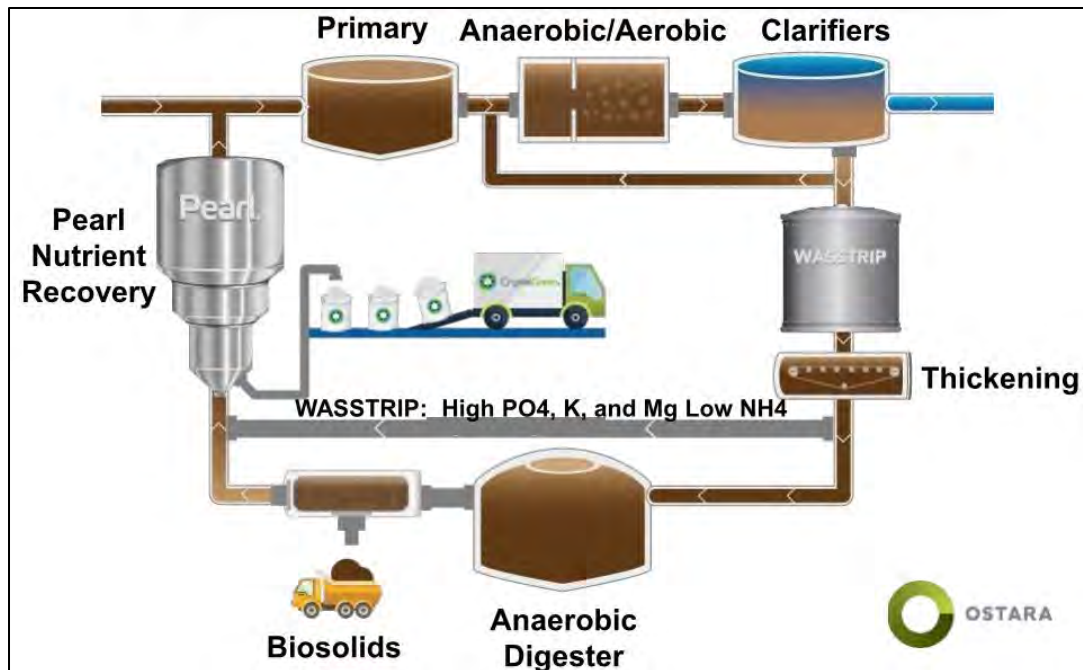 Primary
Anaerobic/Aerobic
Clarifiers
Pearl
Pearl
Nutrient
Recovery
CrystalGreen
WASSTRIP
Thickening
WASSTRIP: High PO4, K, and Mg Low NH4
Biosolids
Anaerobic
Digester
OSTARA